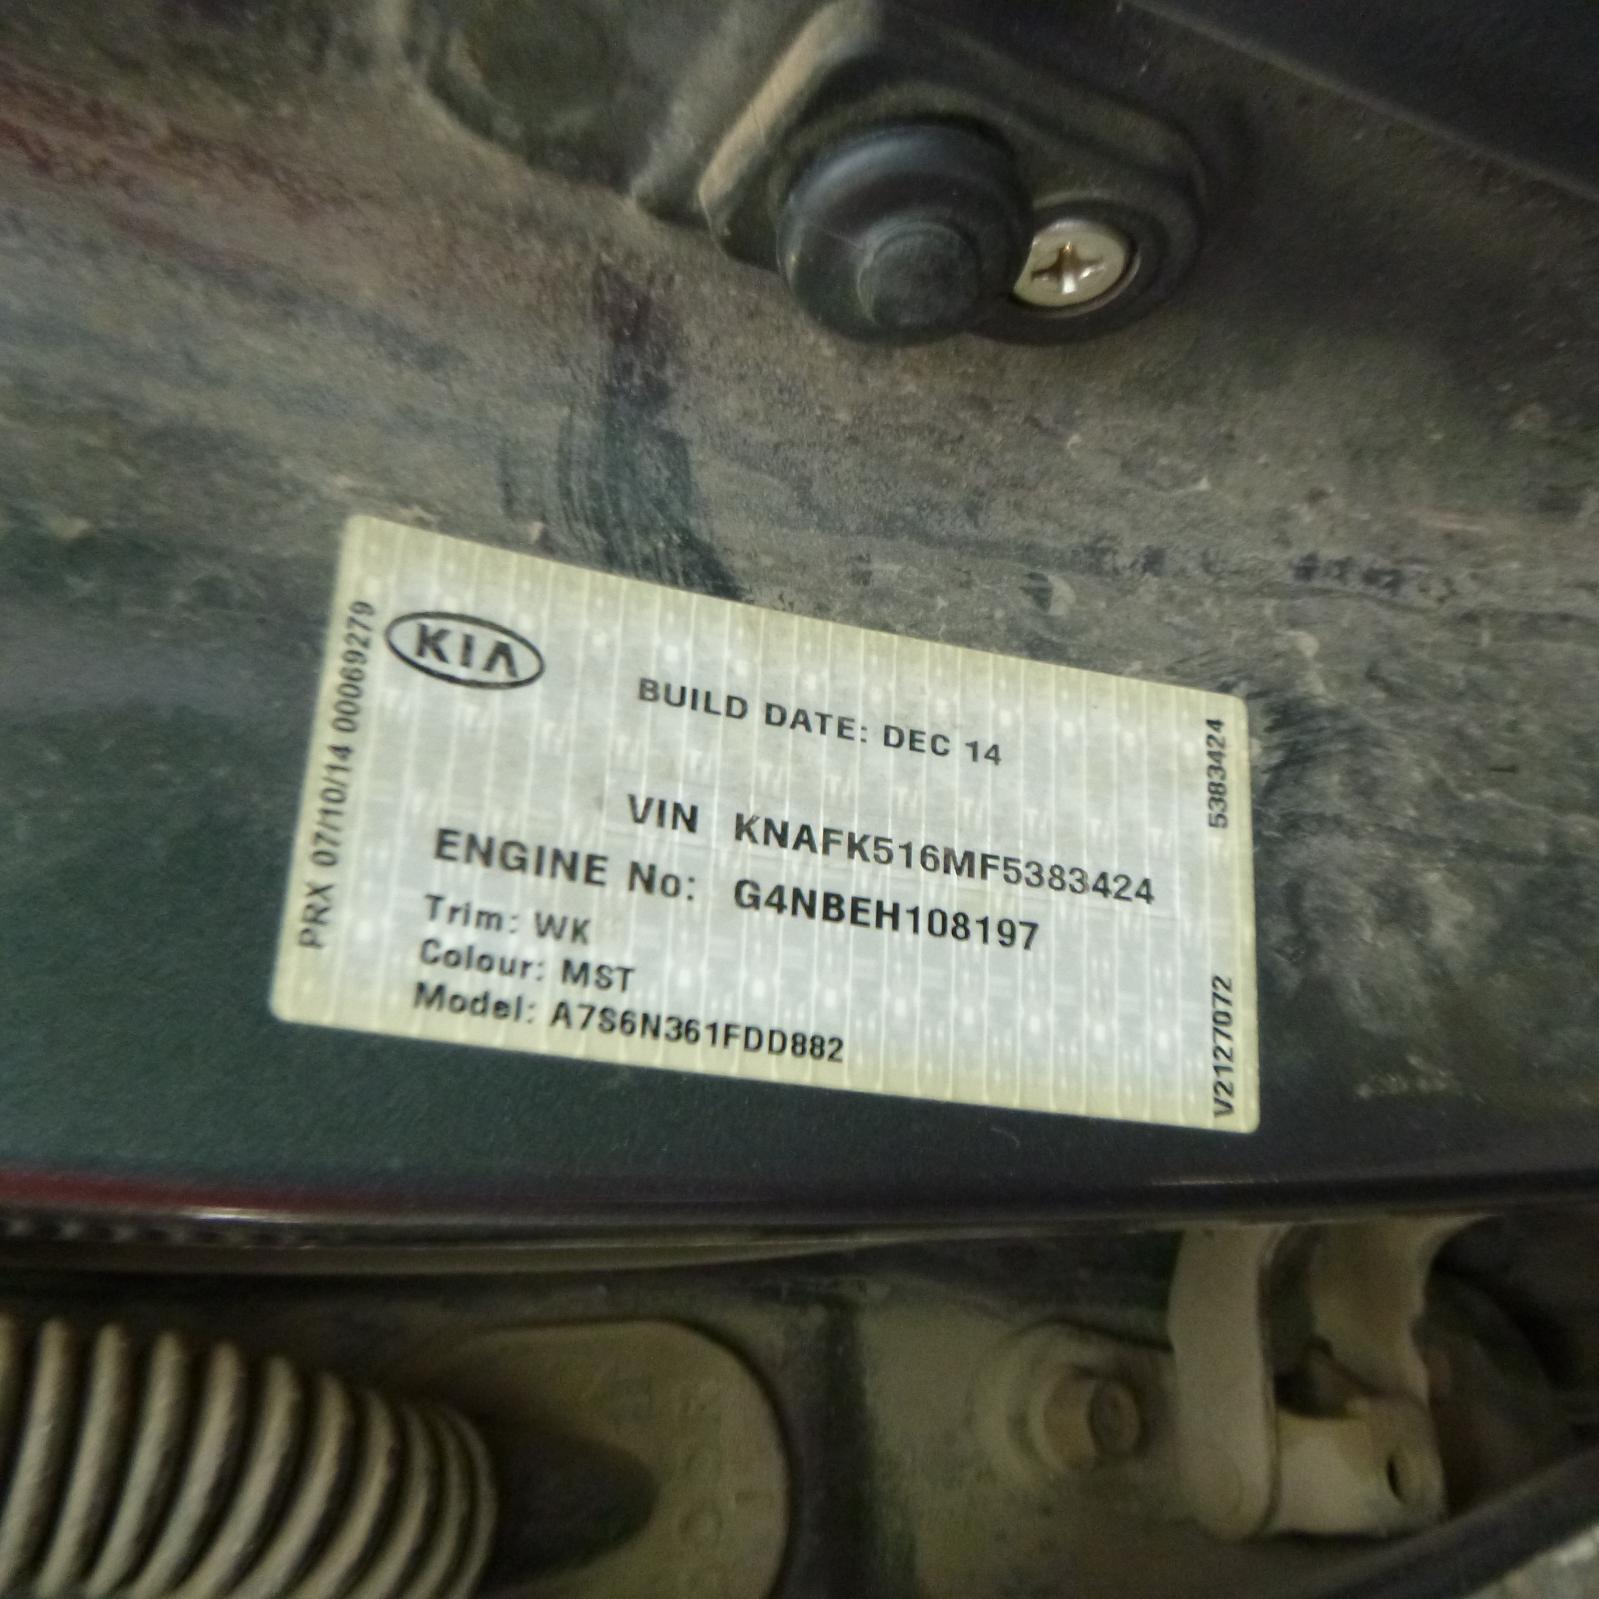 KIA
BUILD DATE: DEC 14
VIN KNAFK516MF5383424
ENGINE No: G4NBEH108197
Trim: WK
Colour: MST
Model: A7S6N361FDD882
PRX 07/10/14 00069279
5383424
V2127072